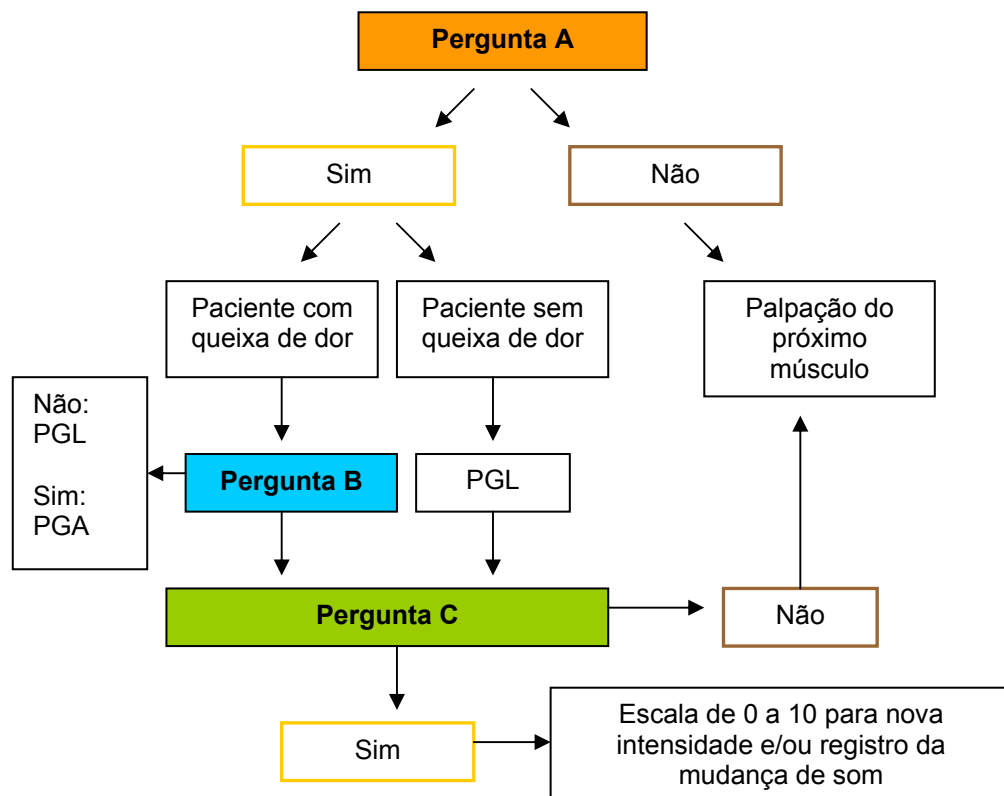 Pergunta A
Sim
Não
Paciente com
queixa de dor
Paciente sem
queixa de dor
Palpação do
próximo
músculo
Não:
PGL
Sim:
PGA
Pergunta B
PGL
Pergunta C
Não
Sim
Escala de 0 a 10 para nova
intensidade e/ou registro da
mudança de som